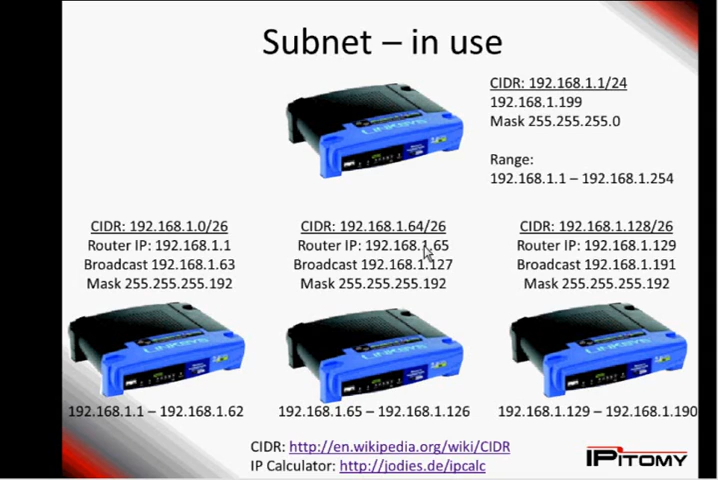 Subnet – in use
CIDR: 192.168.1.1/24
192.168.1.199
Mask 255.255.255.0
Range:
192.168.1.1 – 192.168.1.254
LINKSYS
CIDR: 192.168.1.0/26
Router IP: 192.168.1.1
Broadcast 192.168.1.63
Mask 255.255.255.192
CIDR: 192.168.1.64/26
Router IP: 192.168.1.65
Broadcast 192.168.1.127
Mask 255.255.255.192
CIDR: 192.168.1.128/26
Router IP: 192.168.1.129
Broadcast 192.168.1.191
Mask 255.255.255.192
LINKSYS
LINKSYS
LINKSYS
192.168.1.1 – 192.168.1.62
192.168.1.65 – 192.168.1.126
192.168.1.129 – 192.168.1.190
CIDR: http://en.wikipedia.org/wiki/CIDR
IP Calculator: http://jodies.de/ipcalc
IPITOMY